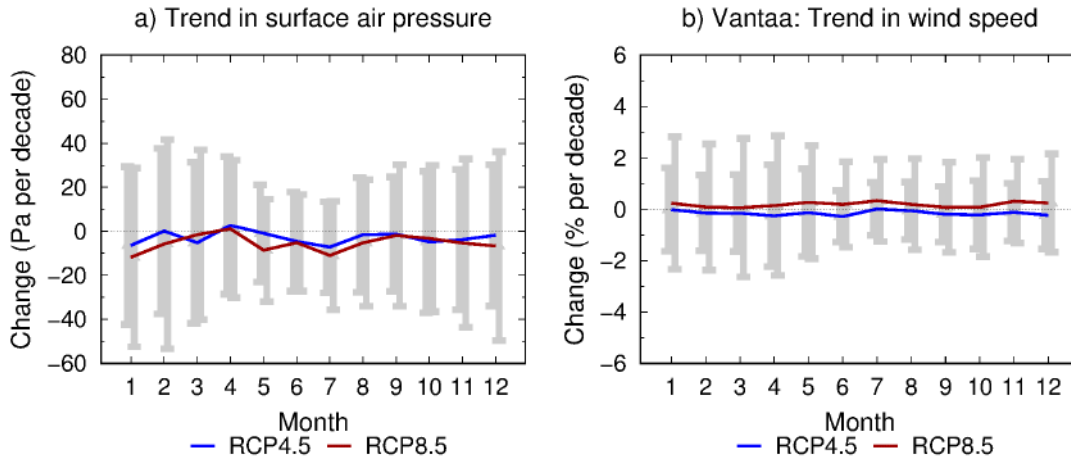 a) Trend in surface air pressure
Change (Pa per decade)
80
60
40
20
0
−20
−40
−60
1 2 3 4 5 6 7 8 9 10 11 12
Month
RCP4.5 RCP8.5
b) Vantaa: Trend in wind speed
Change (% per decade)
6
4
2
0
−2
−4
−6
1 2 3 4 5 6 7 8 9 10 11 12
Month
RCP4.5 RCP8.5